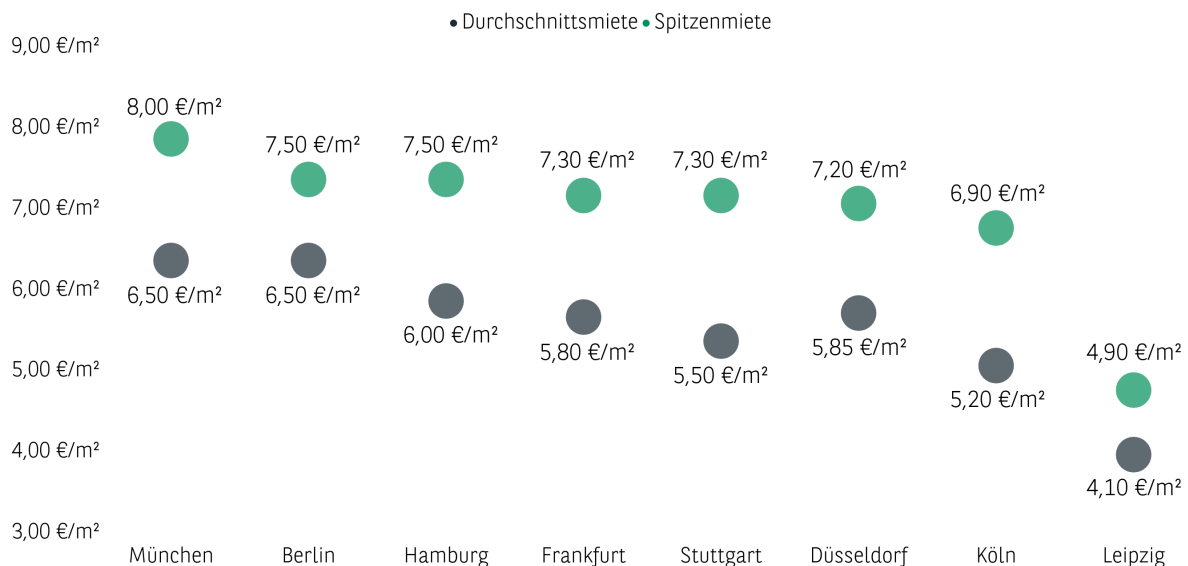 • Durchschnittsmiete • Spitzenmiete
9,00 €/m²
8,00 €/m²
7,00 €/m²
6,00 €/m²
5,00 €/m²
4,00 €/m²
3,00 €/m²
8,00 €/m²
7,50 €/m²
7,50 €/m²
7,30 €/m²
7,30 €/m²
7,20 €/m²
6,90 €/m²
4,90 €/m²
6,50 €/m²
6,50 €/m²
6,00 €/m²
5,80 €/m²
5,50 €/m²
5,85 €/m²
5,20 €/m²
4,10 €/m²
München Berlin Hamburg Frankfurt Stuttgart Düsseldorf Köln Leipzig